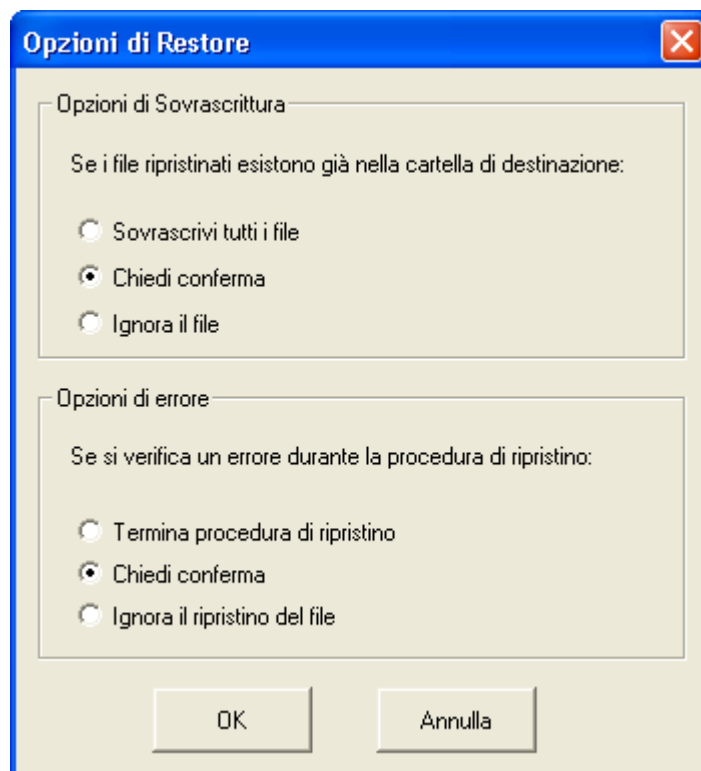 Opzioni di Restore
Opzioni di Sovrascrittura
Se i file ripristinati esistono già nella cartella di destinazione:
Sovrascrivi tutti i file
Chiedi conferma
Ignora il file
Opzioni di errore
Se si verifica un errore durante la procedura di ripristino:
Termina procedura di ripristino
Chiedi conferma
Ignora il ripristino del file
OK Annulla